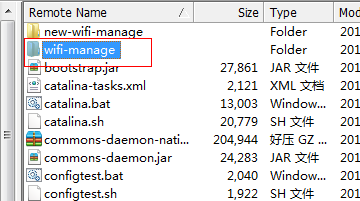 Remote Name / Size Type Mod
new-wifi-manage Folder 201
wifi-manage Folder 201
bootstrap.jar 27,861 JAR 文件 201
catalina-tasks.xml 2,121 XML 文档 201
catalina.bat 13,003 Window... 201
catalina.sh 20,779 SH 文件 201
commons-daemon-nati... 204,944 好压 GZ ... 201
commons-daemon.jar 24,283 JAR 文件 201
configtest.bat 2,040 Window... 201
configtest.sh 1,922 SH 文件 201